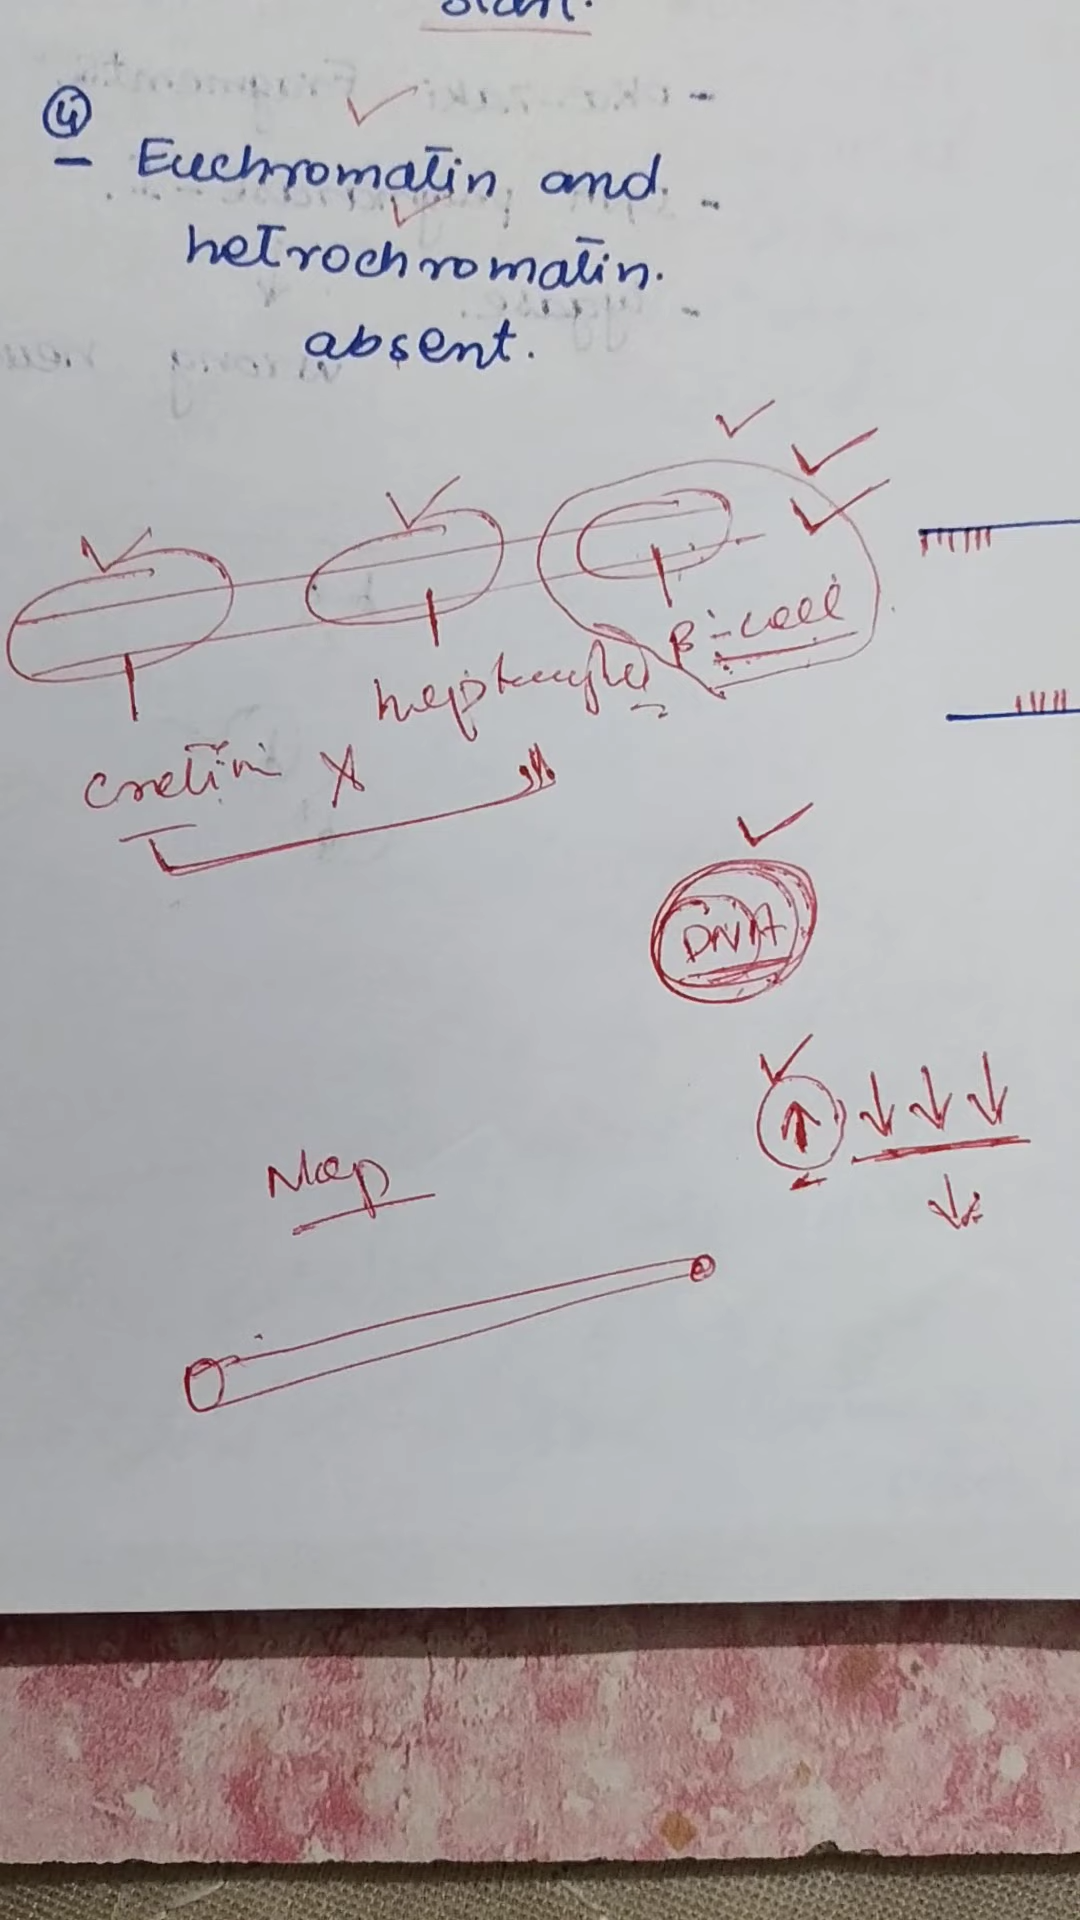 ④
Euchromatin and
hetrochromatin.
absent.
B-cell
cretin X
DNA
Map